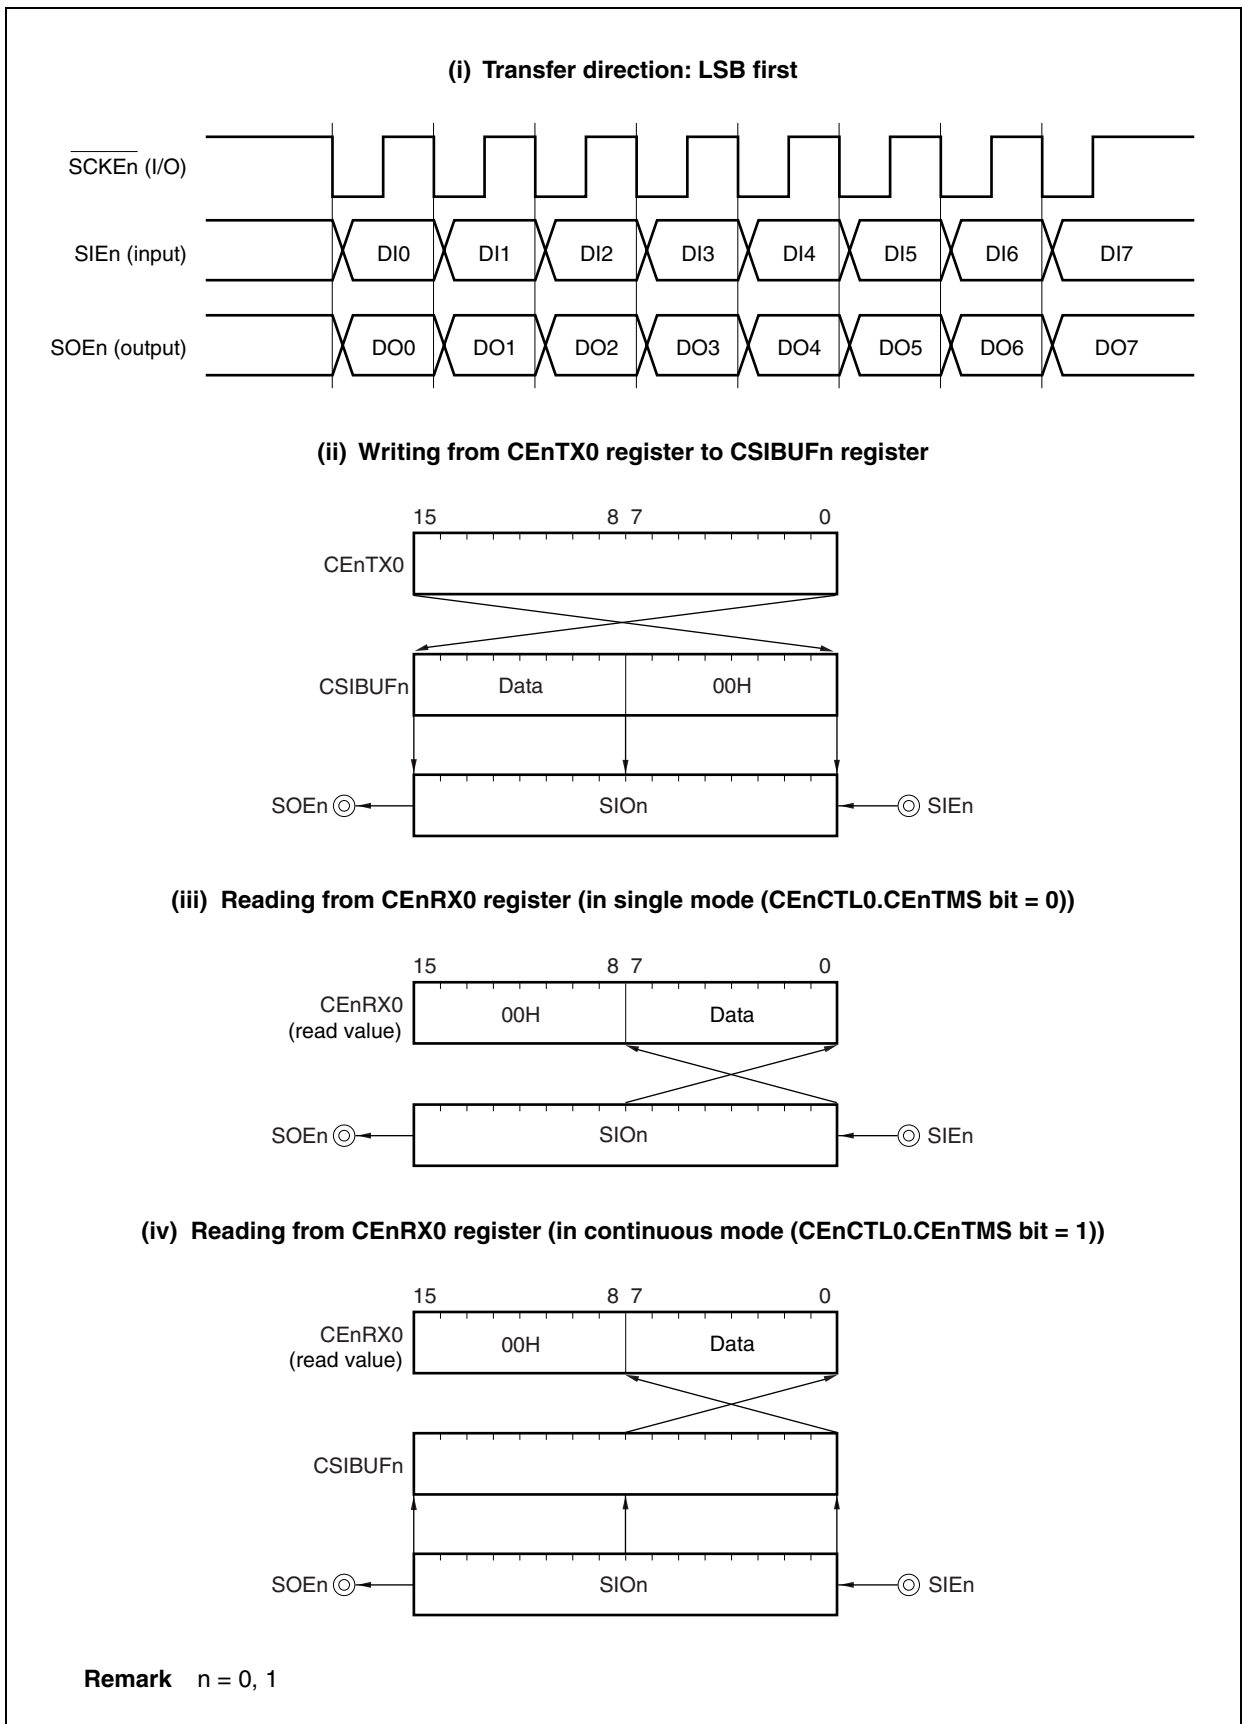 (i) Transfer direction: LSB first
SCKEn (I/O)
SIEn (input) DI0 DI1 DI2 DI3 DI4 DI5 DI6 DI7
SOEn (output) DO0 DO1 DO2 DO3 DO4 DO5 DO6 DO7
(ii) Writing from CEnTX0 register to CSIBUFn register
15 8 7 0
CEnTX0
CSIBUFn Data 00H
SOEn SIOn SIEn
(iii) Reading from CEnRX0 register (in single mode (CEnCTL0.CEnTMS bit = 0))
15 8 7 0
CEnRX0
(read value) 00H Data
SOEn SIOn SIEn
(iv) Reading from CEnRX0 register (in continuous mode (CEnCTL0.CEnTMS bit = 1))
15 8 7 0
CEnRX0
(read value) 00H Data
CSIBUFn
SOEn SIOn SIEn
Remark n = 0, 1